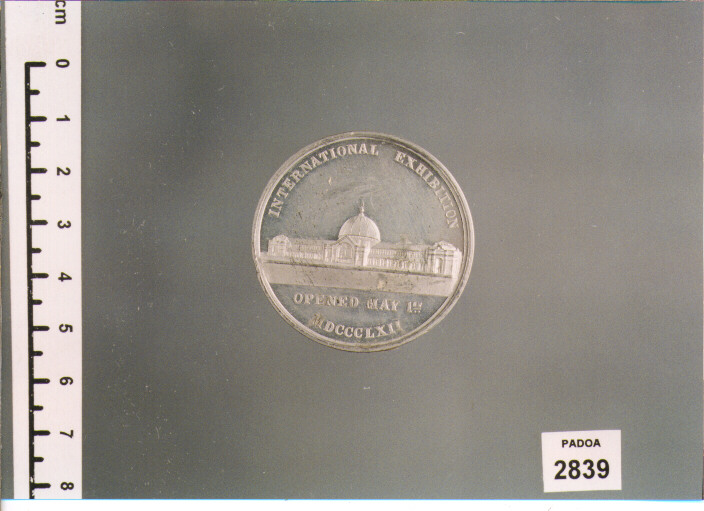 cm
0
1
2
3
4
5
6
7
8
INTERNATIONAL EXHIBITION
OPENED MAY 1ST
MDCCCLXII
PADOA
2839